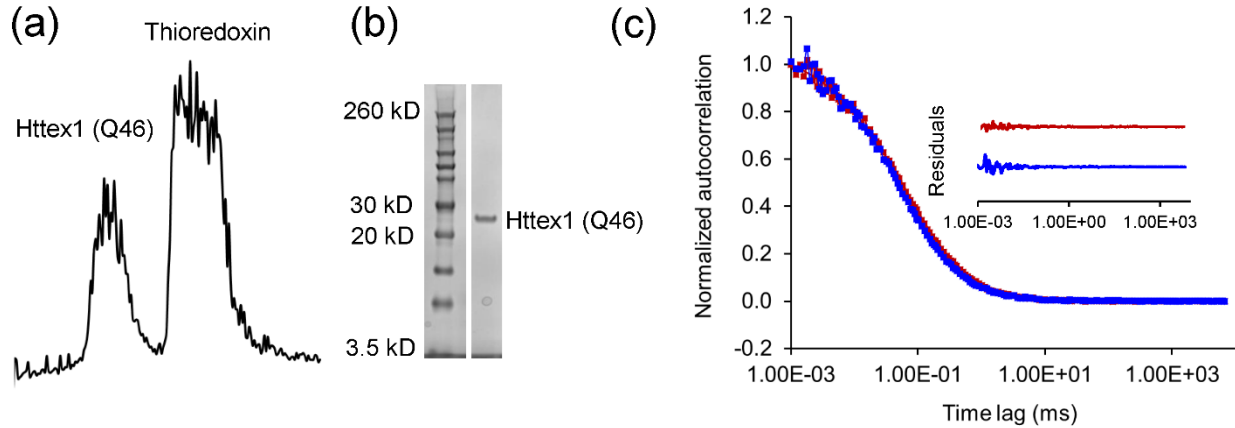 (a)
Thioredoxin
Httex1 (Q46)
(b)
260 kD
30 kD
20 kD
3.5 kD
Httex1 (Q46)
(c)
Normalized autocorrelation
1.2
1.0
0.8
0.6
0.4
0.2
0.0
-0.2
1.00E-03
1.00E-01
1.00E+01
1.00E+03
Time lag (ms)
Residuals
1.00E-03
1.00E+00
1.00E+03